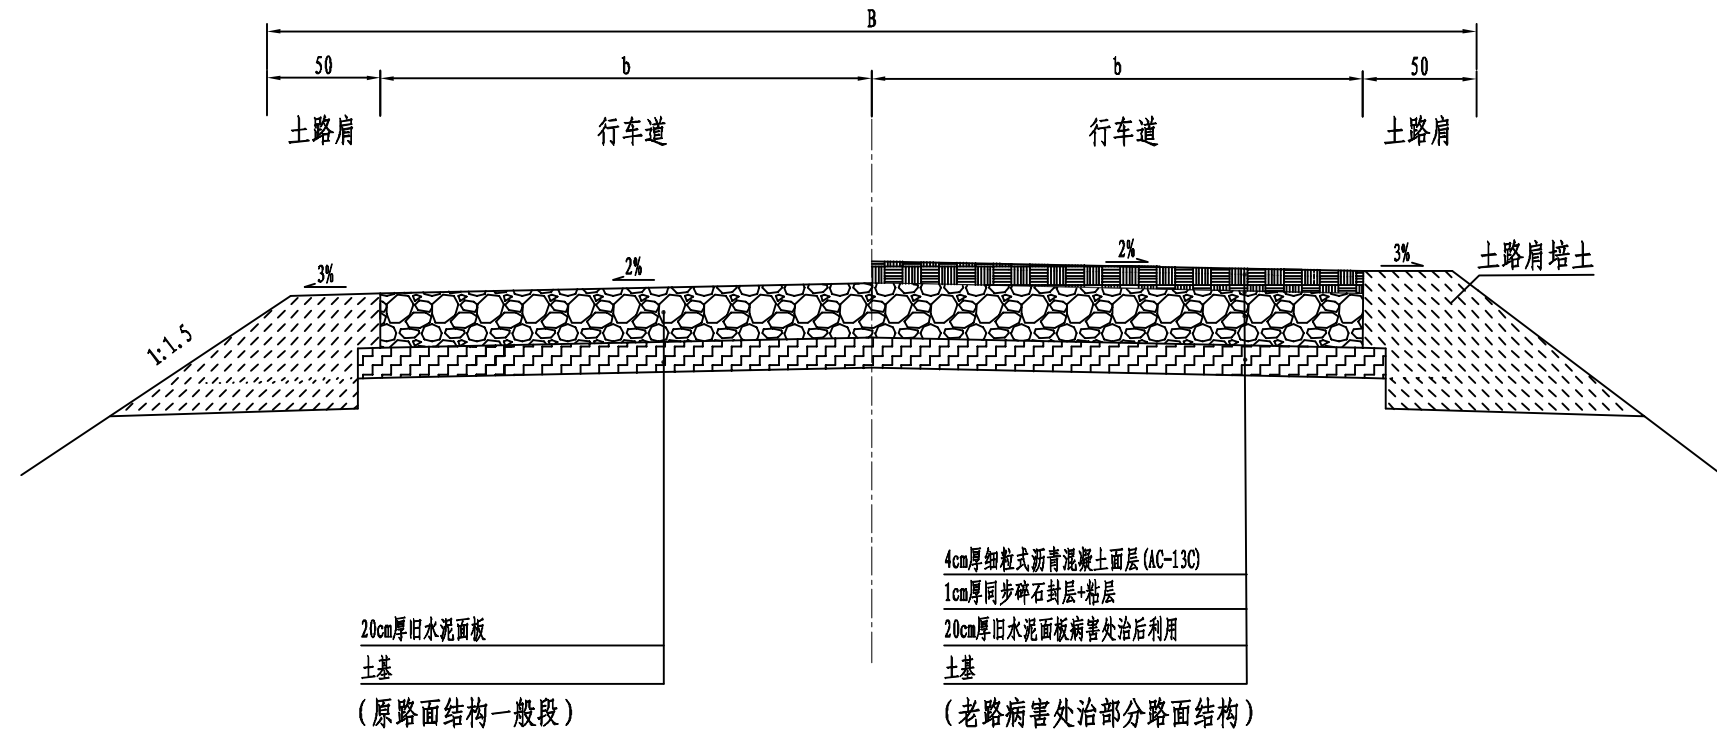 B
50 b b 50
土路肩 行车道 行车道 土路肩
3% 2% 2% 3% 土路肩培土
1:1.5
4cm厚细粒式沥青混凝土面层(AC-13C)
1cm厚同步碎石封层+粘层
20cm厚旧水泥面板 20cm厚旧水泥面板病害处治后利用
土基 土基
(原路面结构一般段) (老路病害处治部分路面结构)